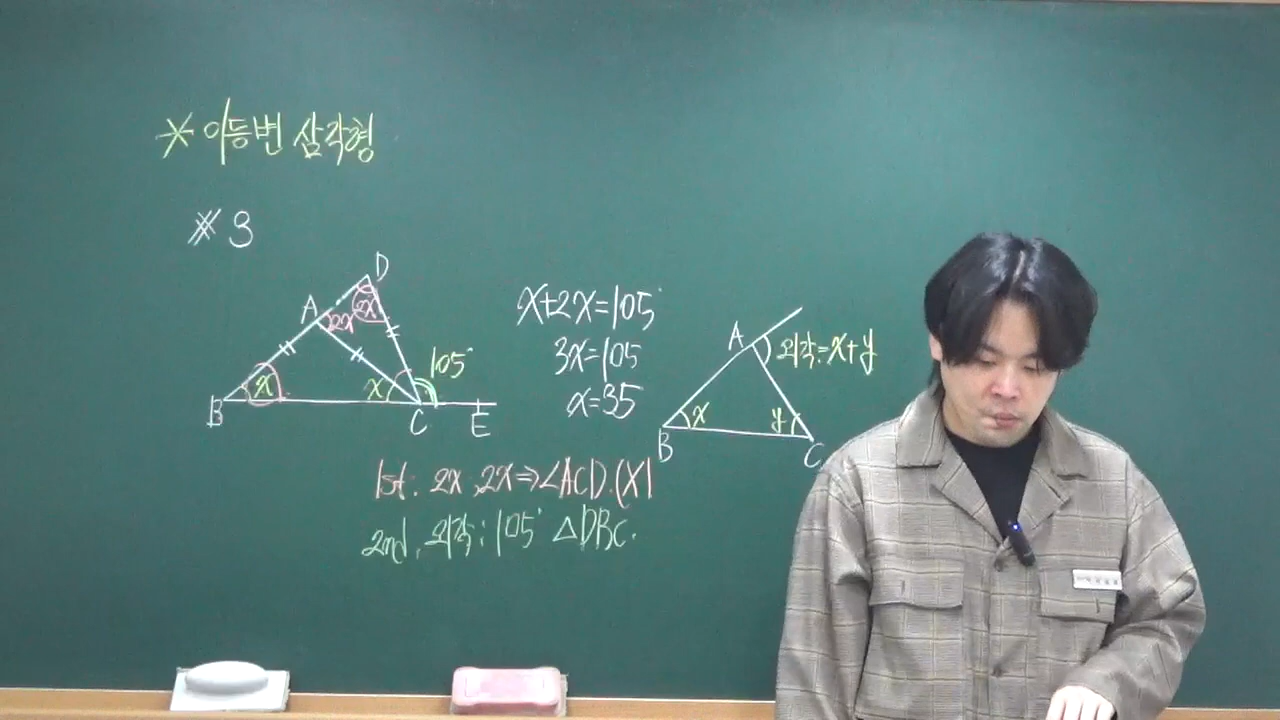 * 이등변 삼각형
# 3
D
A
2x
2x
105°
x
x
B
C
E
x+2x=105°
3x=105
x=35
A
외각:x+y
x
y
B
C
1st: 2x, 2x⇒∠ACD.(X)
2nd, 외각: 105° △DBC.